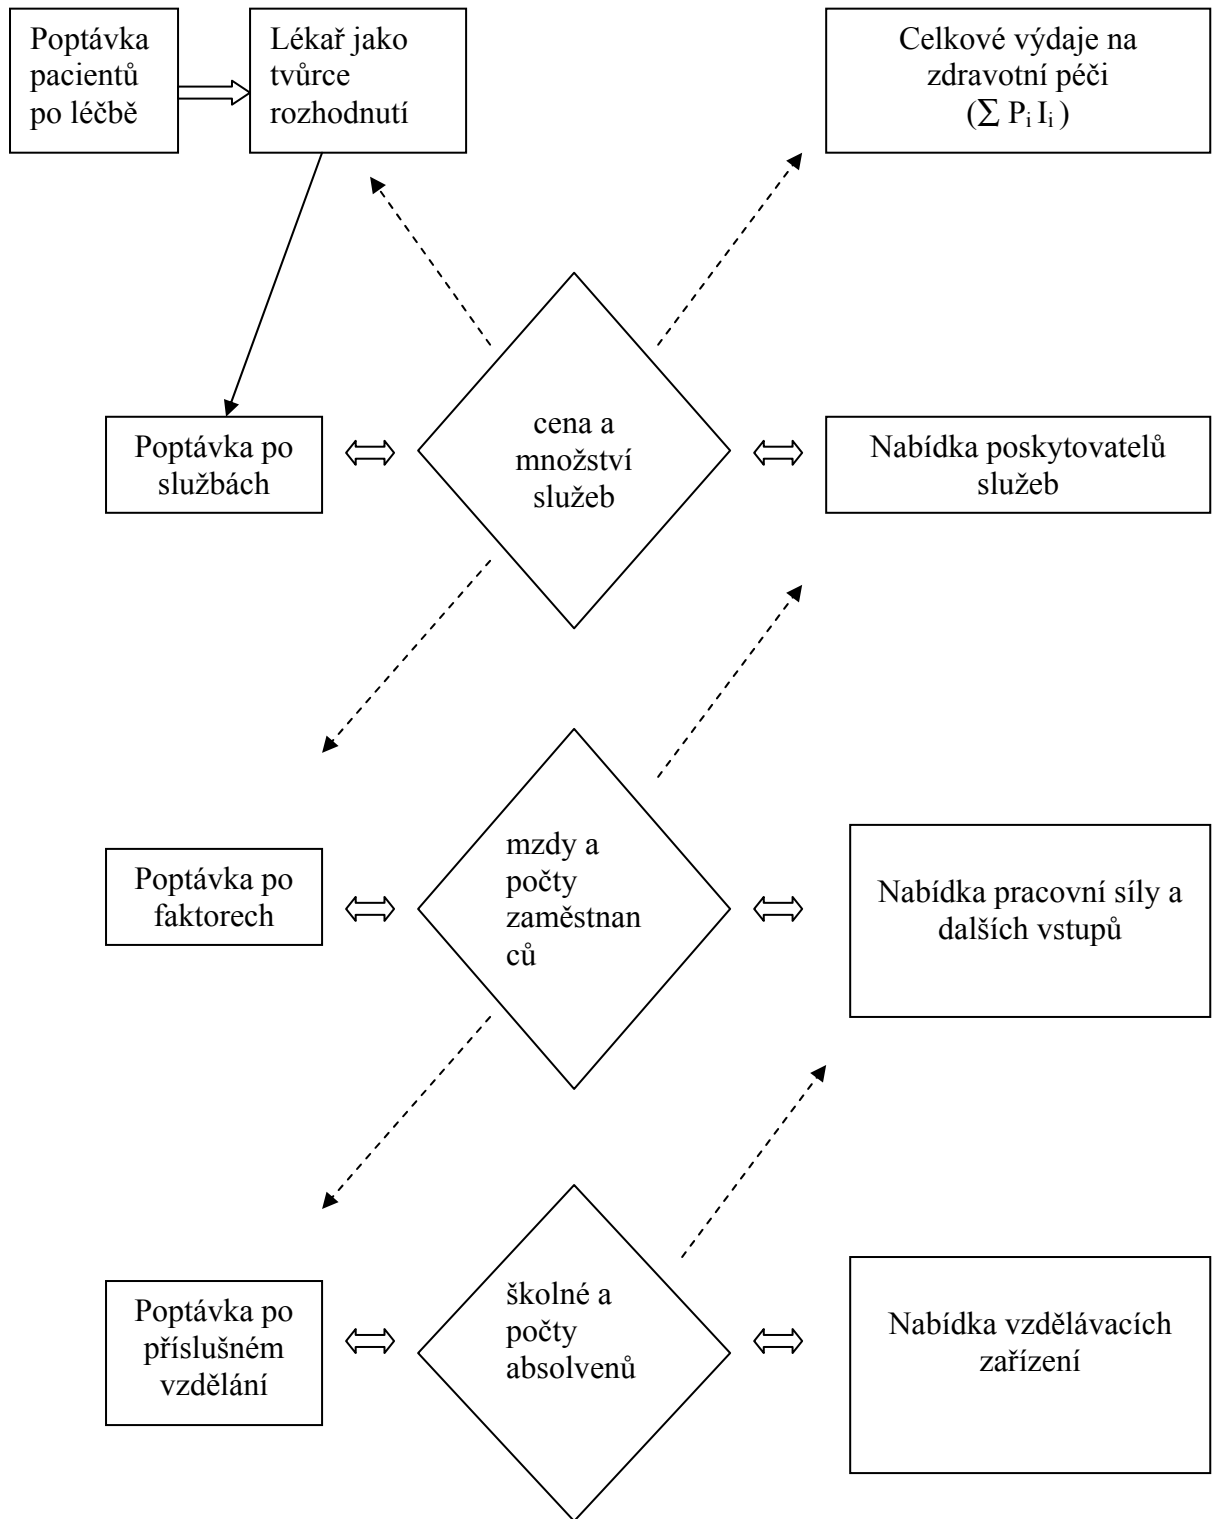 Poptávka
pacientů
po léčbě
Lékař jako
tvůrce
rozhodnutí
Celkové výdaje na
zdravotní péči
(∑ Pi Ii )
Poptávka po
službách
cena a
množství
služeb
Nabídka poskytovatelů
služeb
Poptávka po
faktorech
mzdy a
počty
zaměstnan
ců
Nabídka pracovní síly a
dalších vstupů
Poptávka po
příslušném
vzdělání
školné a
počty
absolvenů
Nabídka vzdělávacích
zařízení